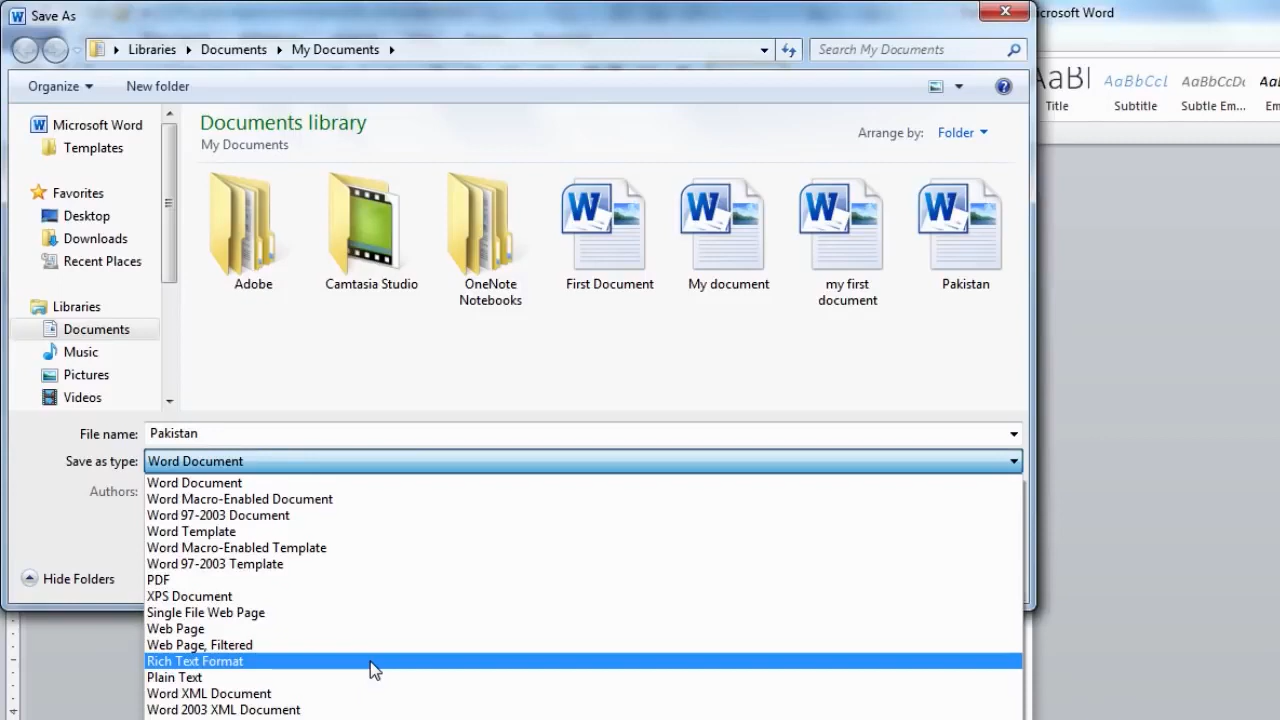 Save As
icrosoft Word
Libraries
Documents
My Documents
Search My Documents
Organize
New folder
AaBbCcL
AaBbCcDc
Title
Subtitle
Subtle Em...
Microsoft Word
Templates
Favorites
Desktop
Downloads
Recent Places
Libraries
Documents
Music
Pictures
Videos
Documents library
My Documents
Arrange by:
Folder
Adobe
Camtasia Studio
OneNote
Notebooks
First Document
My document
my first
document
Pakistan
File name:
Pakistan
Save as type:
Word Document
Authors:
Word Document
Word Macro-Enabled Document
Word 97-2003 Document
Word Template
Word Macro-Enabled Template
Word 97-2003 Template
PDF
XPS Document
Single File Web Page
Web Page
Web Page, Filtered
Rich Text Format
Plain Text
Word XML Document
Word 2003 XML Document
Hide Folders